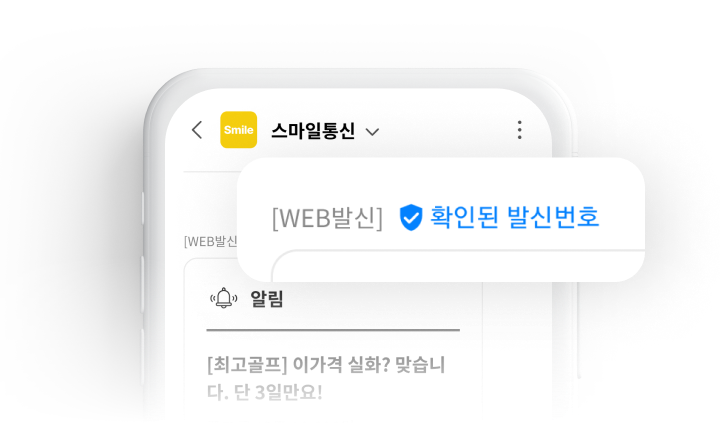 Smile 스마일통신
[WEB발신] 확인된 발신번호
[WEB발신
알림
[최고골프] 이가격 실화? 맞습니
다. 단 3일만요!